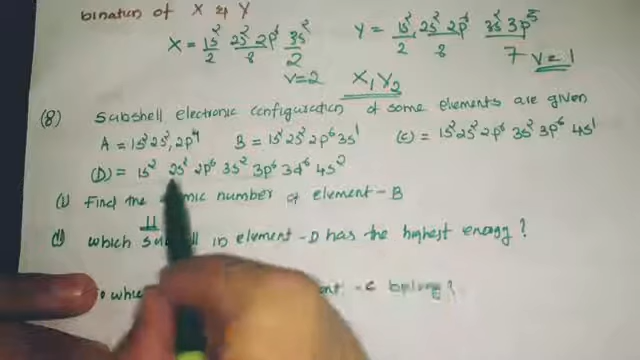 bination of X & Y
X = 1s² 2s² 2p⁶ 3s² Y = 1s², 2s² 2p⁶ 3s² 3p⁵
2 8 2 2 8 7 V=1
V=2 X₁Y₂
(8) Subshell electronic configuration of some elements are given
A = 1s² 2s², 2p⁴ B = 1s² 2s² 2p⁶ 3s¹ (C) = 1s² 2s² 2p⁶ 3s² 3p⁶ 4s¹
(D) = 1s² 2s² 2p⁶ 3s² 3p⁶ 3d⁶ 4s²
(i) Find the number of element - B
11
which in element - D has the highest energy?
- C belong?